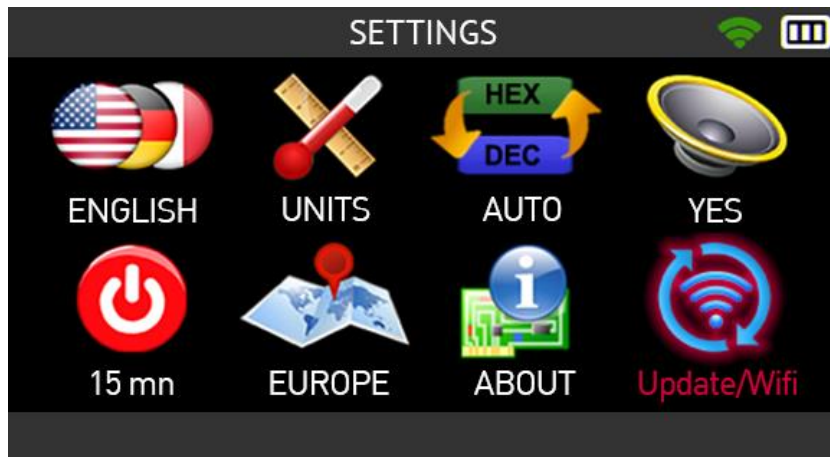 SETTINGS
HEX
DEC
ENGLISH UNITS AUTO YES
i
15 mn EUROPE ABOUT Update/Wifi